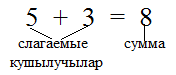 5 + 3 = 8
слагаемые сумма
кушылучылар